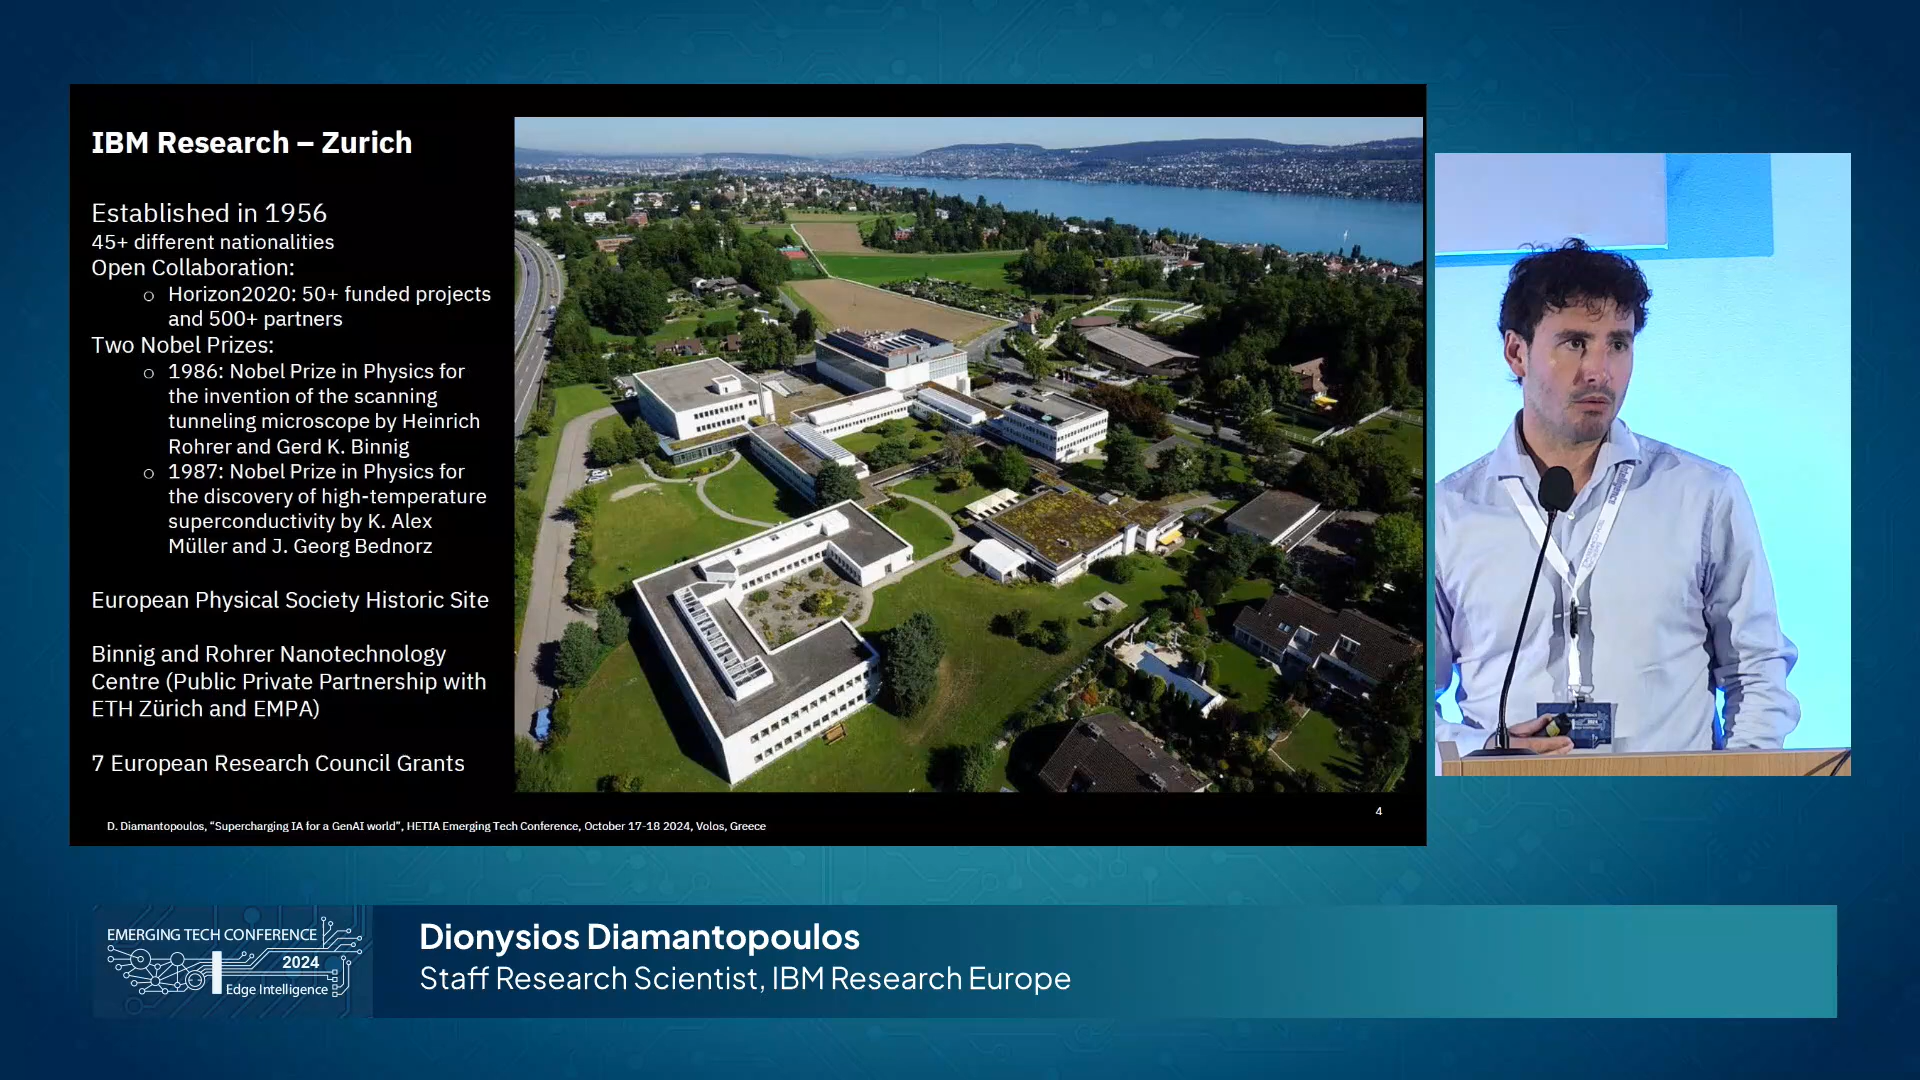 IBM Research – Zurich
Established in 1956
45+ different nationalities
Open Collaboration:
o Horizon2020: 50+ funded projects
and 500+ partners
Two Nobel Prizes:
o 1986: Nobel Prize in Physics for
the invention of the scanning
tunneling microscope by Heinrich
Rohrer and Gerd K. Binnig
o 1987: Nobel Prize in Physics for
the discovery of high-temperature
superconductivity by K. Alex
Müller and J. Georg Bednorz
European Physical Society Historic Site
Binnig and Rohrer Nanotechnology
Centre (Public Private Partnership with
ETH Zürich and EMPA)
7 European Research Council Grants
4
D. Diamantopoulos, “Supercharging IA for a GenAI world”, HETIA Emerging Tech Conference, October 17-18 2024, Volos, Greece
EMERGING TECH CONFERENCE
2024
Edge Intelligence
Dionysios Diamantopoulos
Staff Research Scientist, IBM Research Europe